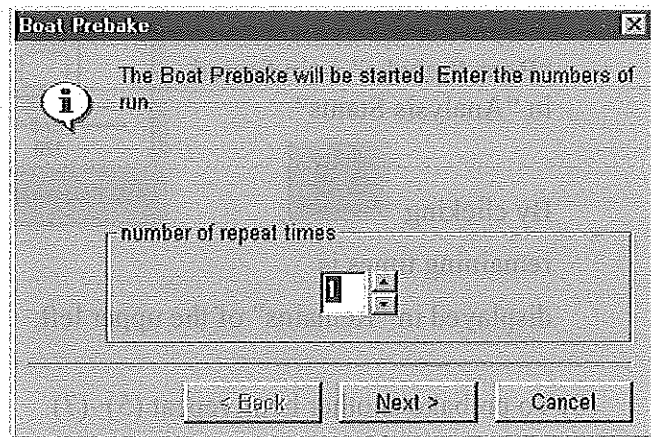 Boat Prebake
The Boat Prebake will be started. Enter the numbers of
run.
number of repeat times
1
< Back
Next >
Cancel